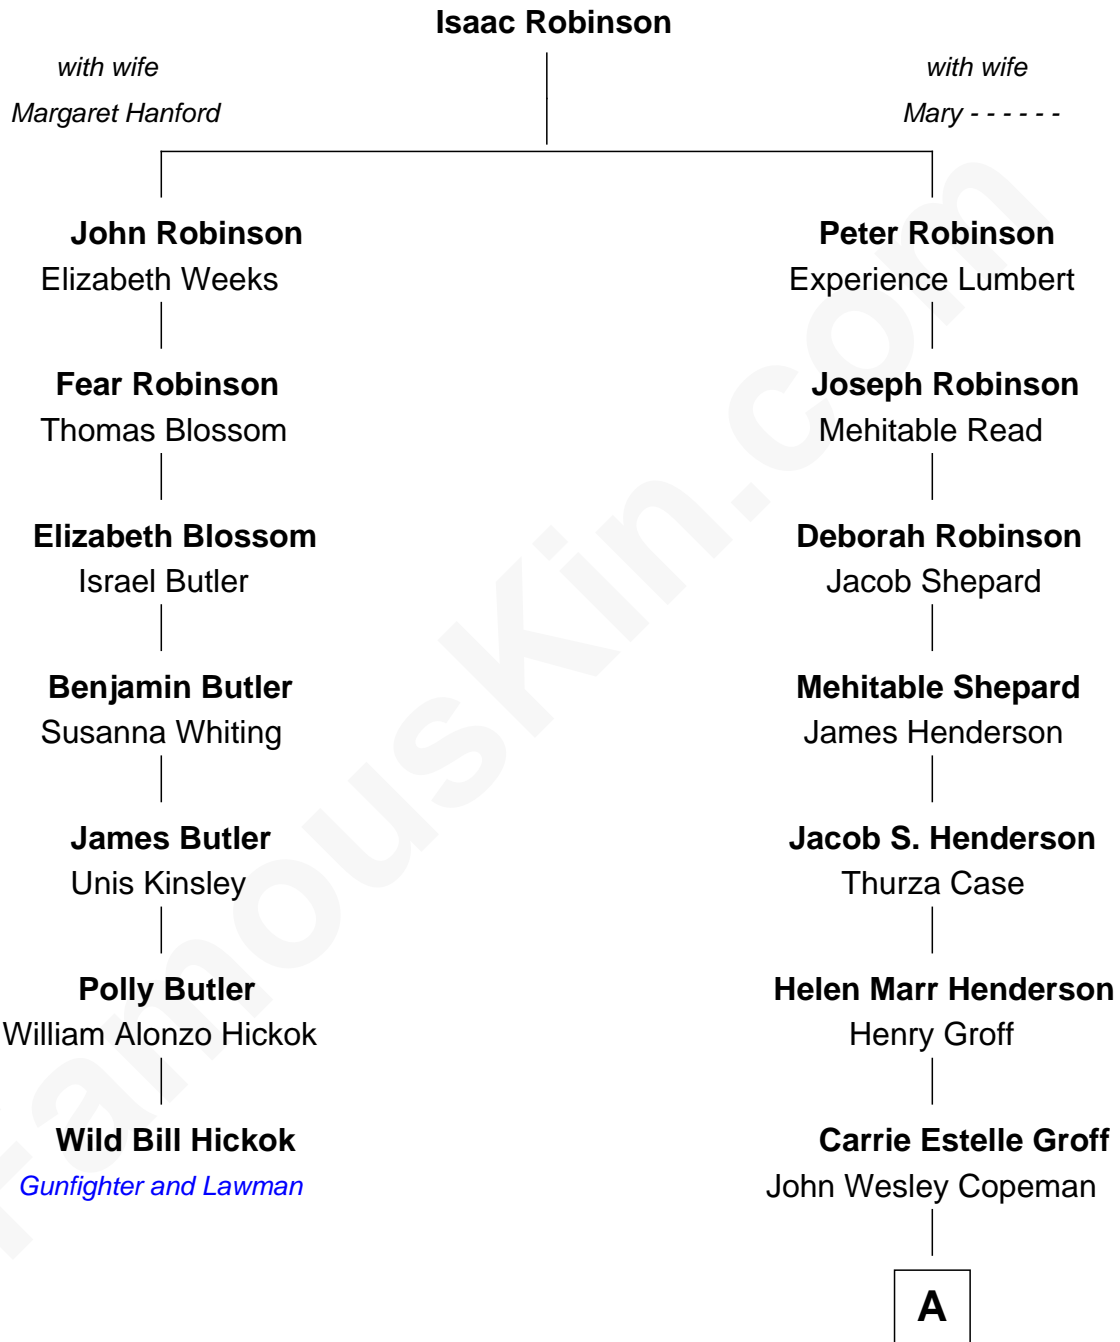 Isaac Robinson
with wife
Margaret Hanford
with wife
Mary - - - - - -
John Robinson
Elizabeth Weeks
Peter Robinson
Experience Lumbert
Fear Robinson
Thomas Blossom
Joseph Robinson
Mehitable Read
Elizabeth Blossom
Israel Butler
Deborah Robinson
Jacob Shepard
Benjamin Butler
Susanna Whiting
Mehitable Shepard
James Henderson
James Butler
Unis Kinsley
Jacob S. Henderson
Thurza Case
Polly Butler
William Alonzo Hickok
Helen Marr Henderson
Henry Groff
Wild Bill Hickok
Gunfighter and Lawman
Carrie Estelle Groff
John Wesley Copeman
A
FamousKin.com